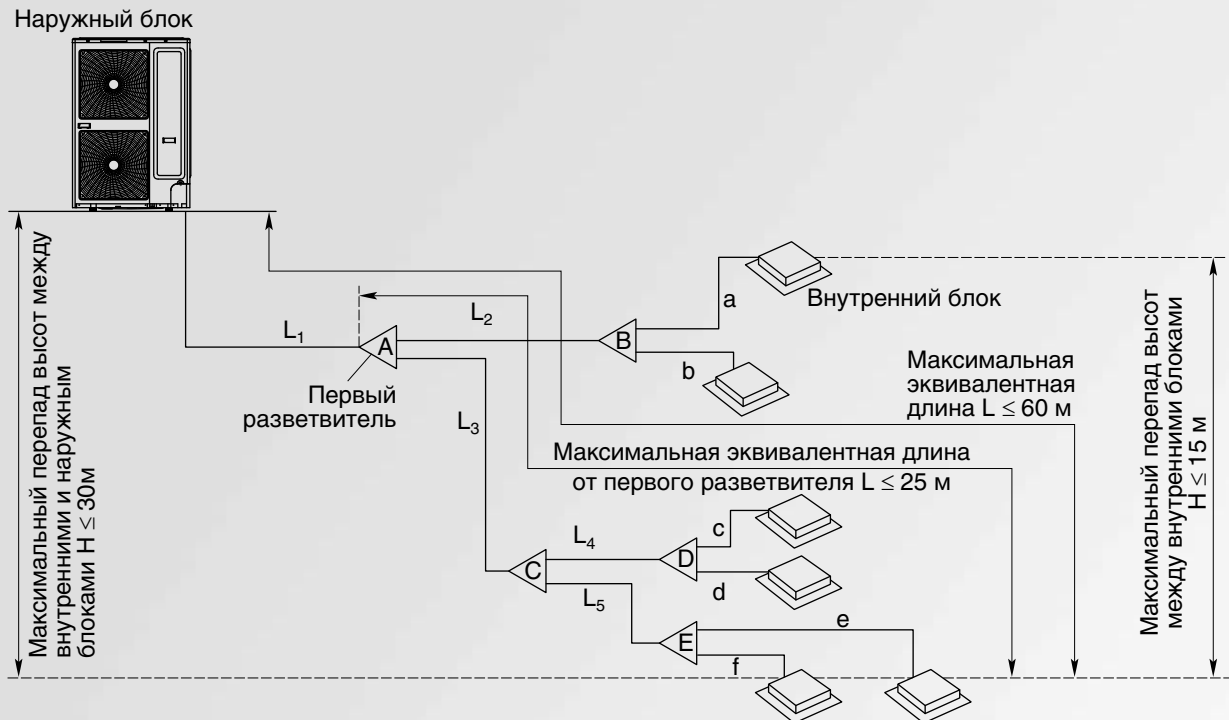 Наружный блок
Максимальный перепад высот между
внутренними и наружным
блоками H ≤ 30м
L₁
A
Первый
разветвитель
L₂
B
a
Внутренний блок
b
L₃
Максимальная
эквивалентная
длина L ≤ 60 м
Максимальная эквивалентная длина
от первого разветвителя L ≤ 25 м
C
L₄
D
c
d
L₅
E
e
f
Максимальный перепад высот
между внутренними блоками
H ≤ 15 м